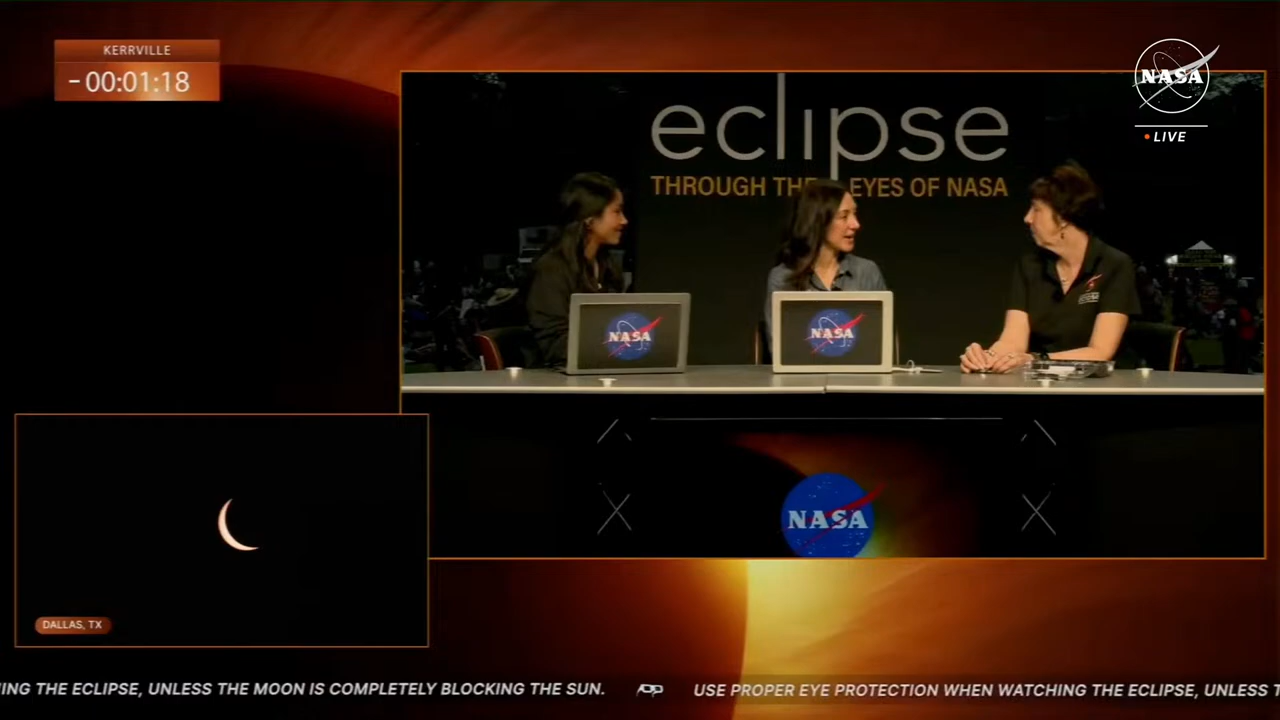 KERRVILLE
-00:01:18
NASA
LIVE
eclipse
THROUGH THE EYES OF NASA
NASA
NASA
NASA
DALLAS, TX
ING THE ECLIPSE, UNLESS THE MOON IS COMPLETELY BLOCKING THE SUN.
USE PROPER EYE PROTECTION WHEN WATCHING THE ECLIPSE, UNLESS T